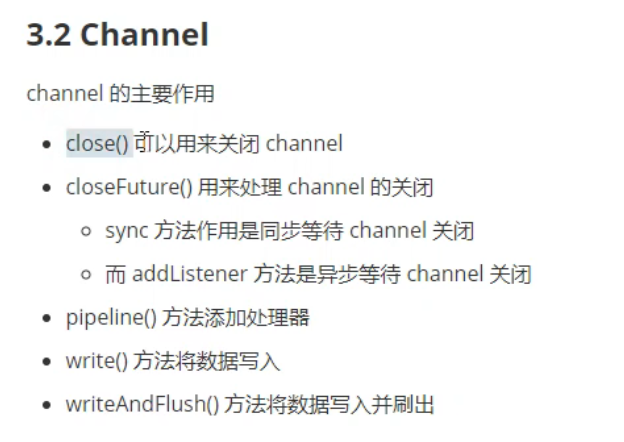 3.2 Channel
channel 的主要作用
close() 可以用来关闭 channel
closeFuture() 用来处理 channel 的关闭
sync 方法作用是同步等待 channel 关闭
而 addListener 方法是异步等待 channel 关闭
pipeline() 方法添加处理器
write() 方法将数据写入
writeAndFlush() 方法将数据写入并刷出